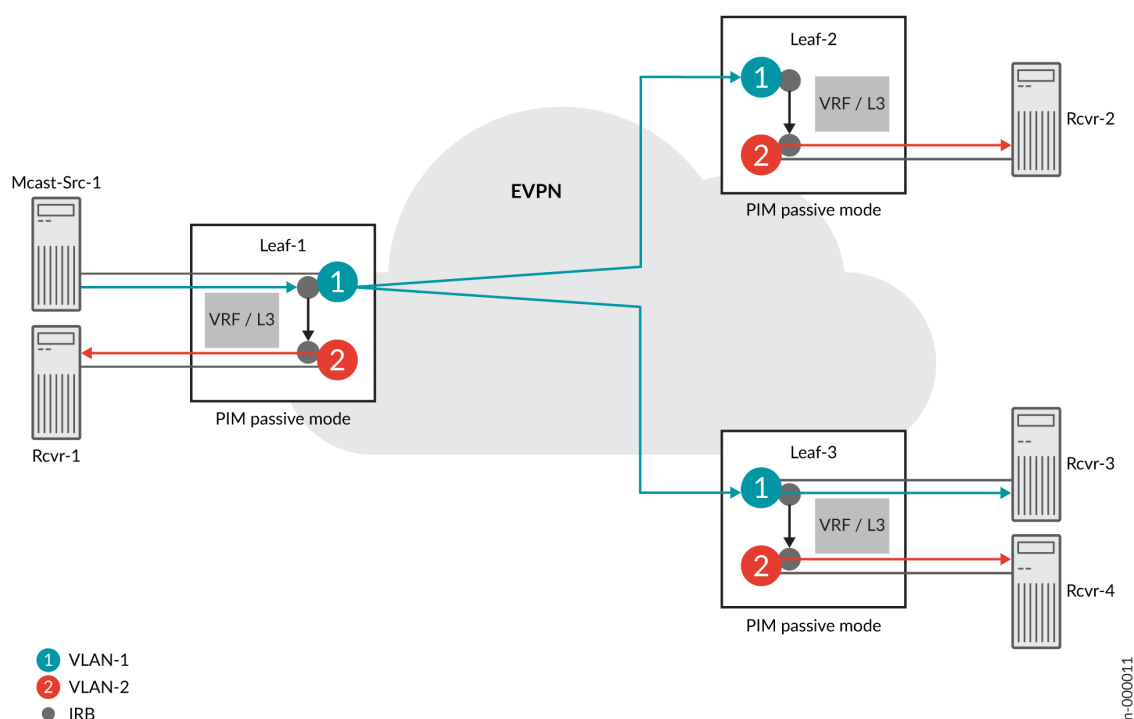 Leaf-2
1
VRF / L3
2
Rcvr-2
PIM passive mode
EVPN
Mcast-Src-1
Leaf-1
1
VRF / L3
2
PIM passive mode
Rcvr-1
Leaf-3
1
VRF / L3
2
Rcvr-3
Rcvr-4
PIM passive mode
1 VLAN-1
2 VLAN-2
IRB
n-000011